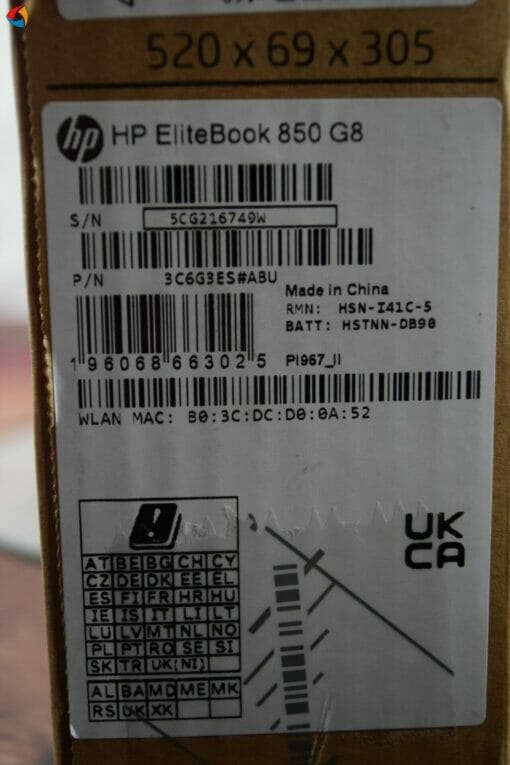 520 x 69 x 305
hp HP EliteBook 850 G8
S/N 5CG216749W
P/N 3C6G3ES#ABU
Made in China
RMN: HSN-I41C-5
BATT: HSTNN-DB90
1 96068 66302 5 PI967_II
WLAN MAC: B0:3C:DC:D0:0A:52
UK
CA
!
AT BE BG CH CY
CZ DE DK EE EL
ES FI FR HR HU
IE IS IT LI LT
LU LV MT NL NO
PL PT RO SE SI
SK TR UK(NI)
AL BA MD ME MK
RS UK XK